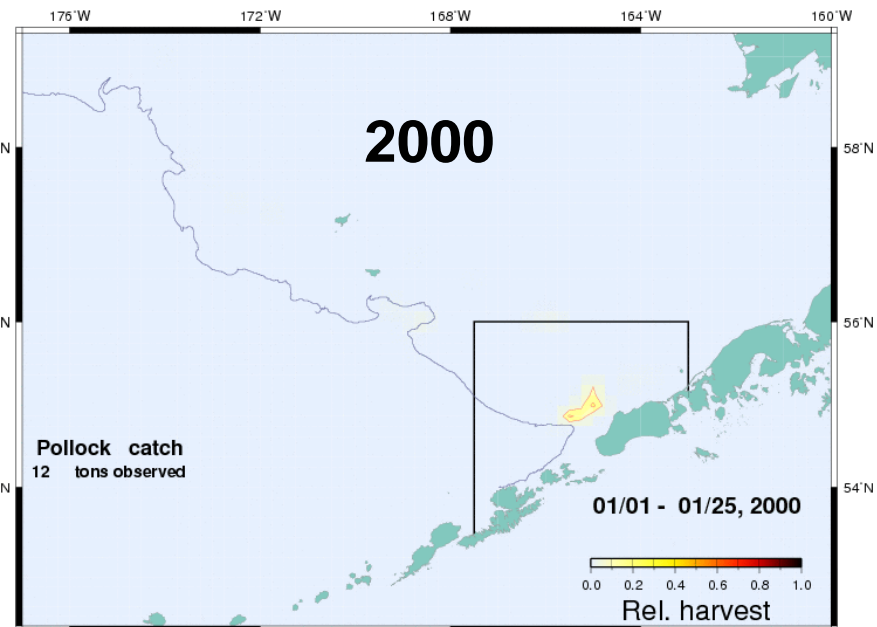 176°W 172°W 168°W 164°W 160°W
2000
N 58°N
N 56°N
Pollock catch
12 tons observed
N 54°N
01/01 - 01/25, 2000
0.0 0.2 0.4 0.6 0.8 1.0
Rel. harvest